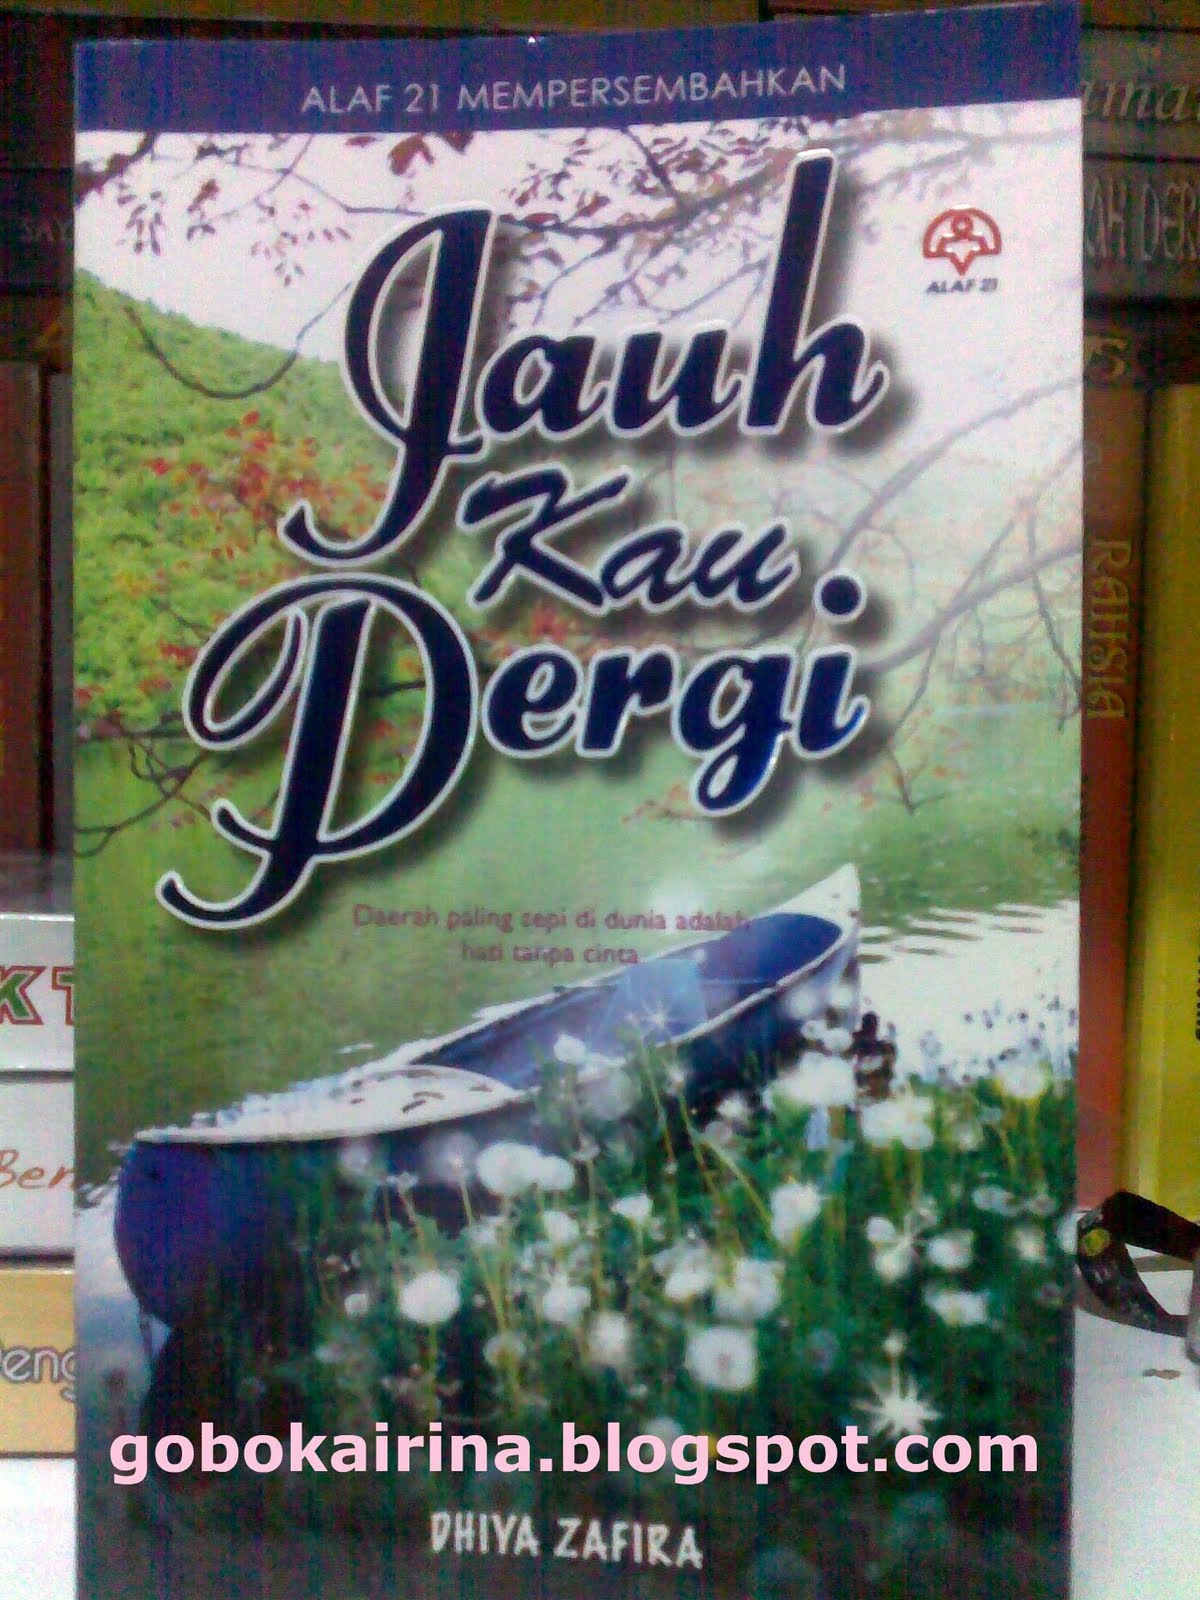 ALAF 21 MEMPERSEMBAHKAN
Jauh
Kau
Pergi
ALAF 21
Daerah paling sepi di dunia adalah
hati tanpa cinta
gobokairina.blogspot.com
DHIYA ZAFIRA
RAHSIA